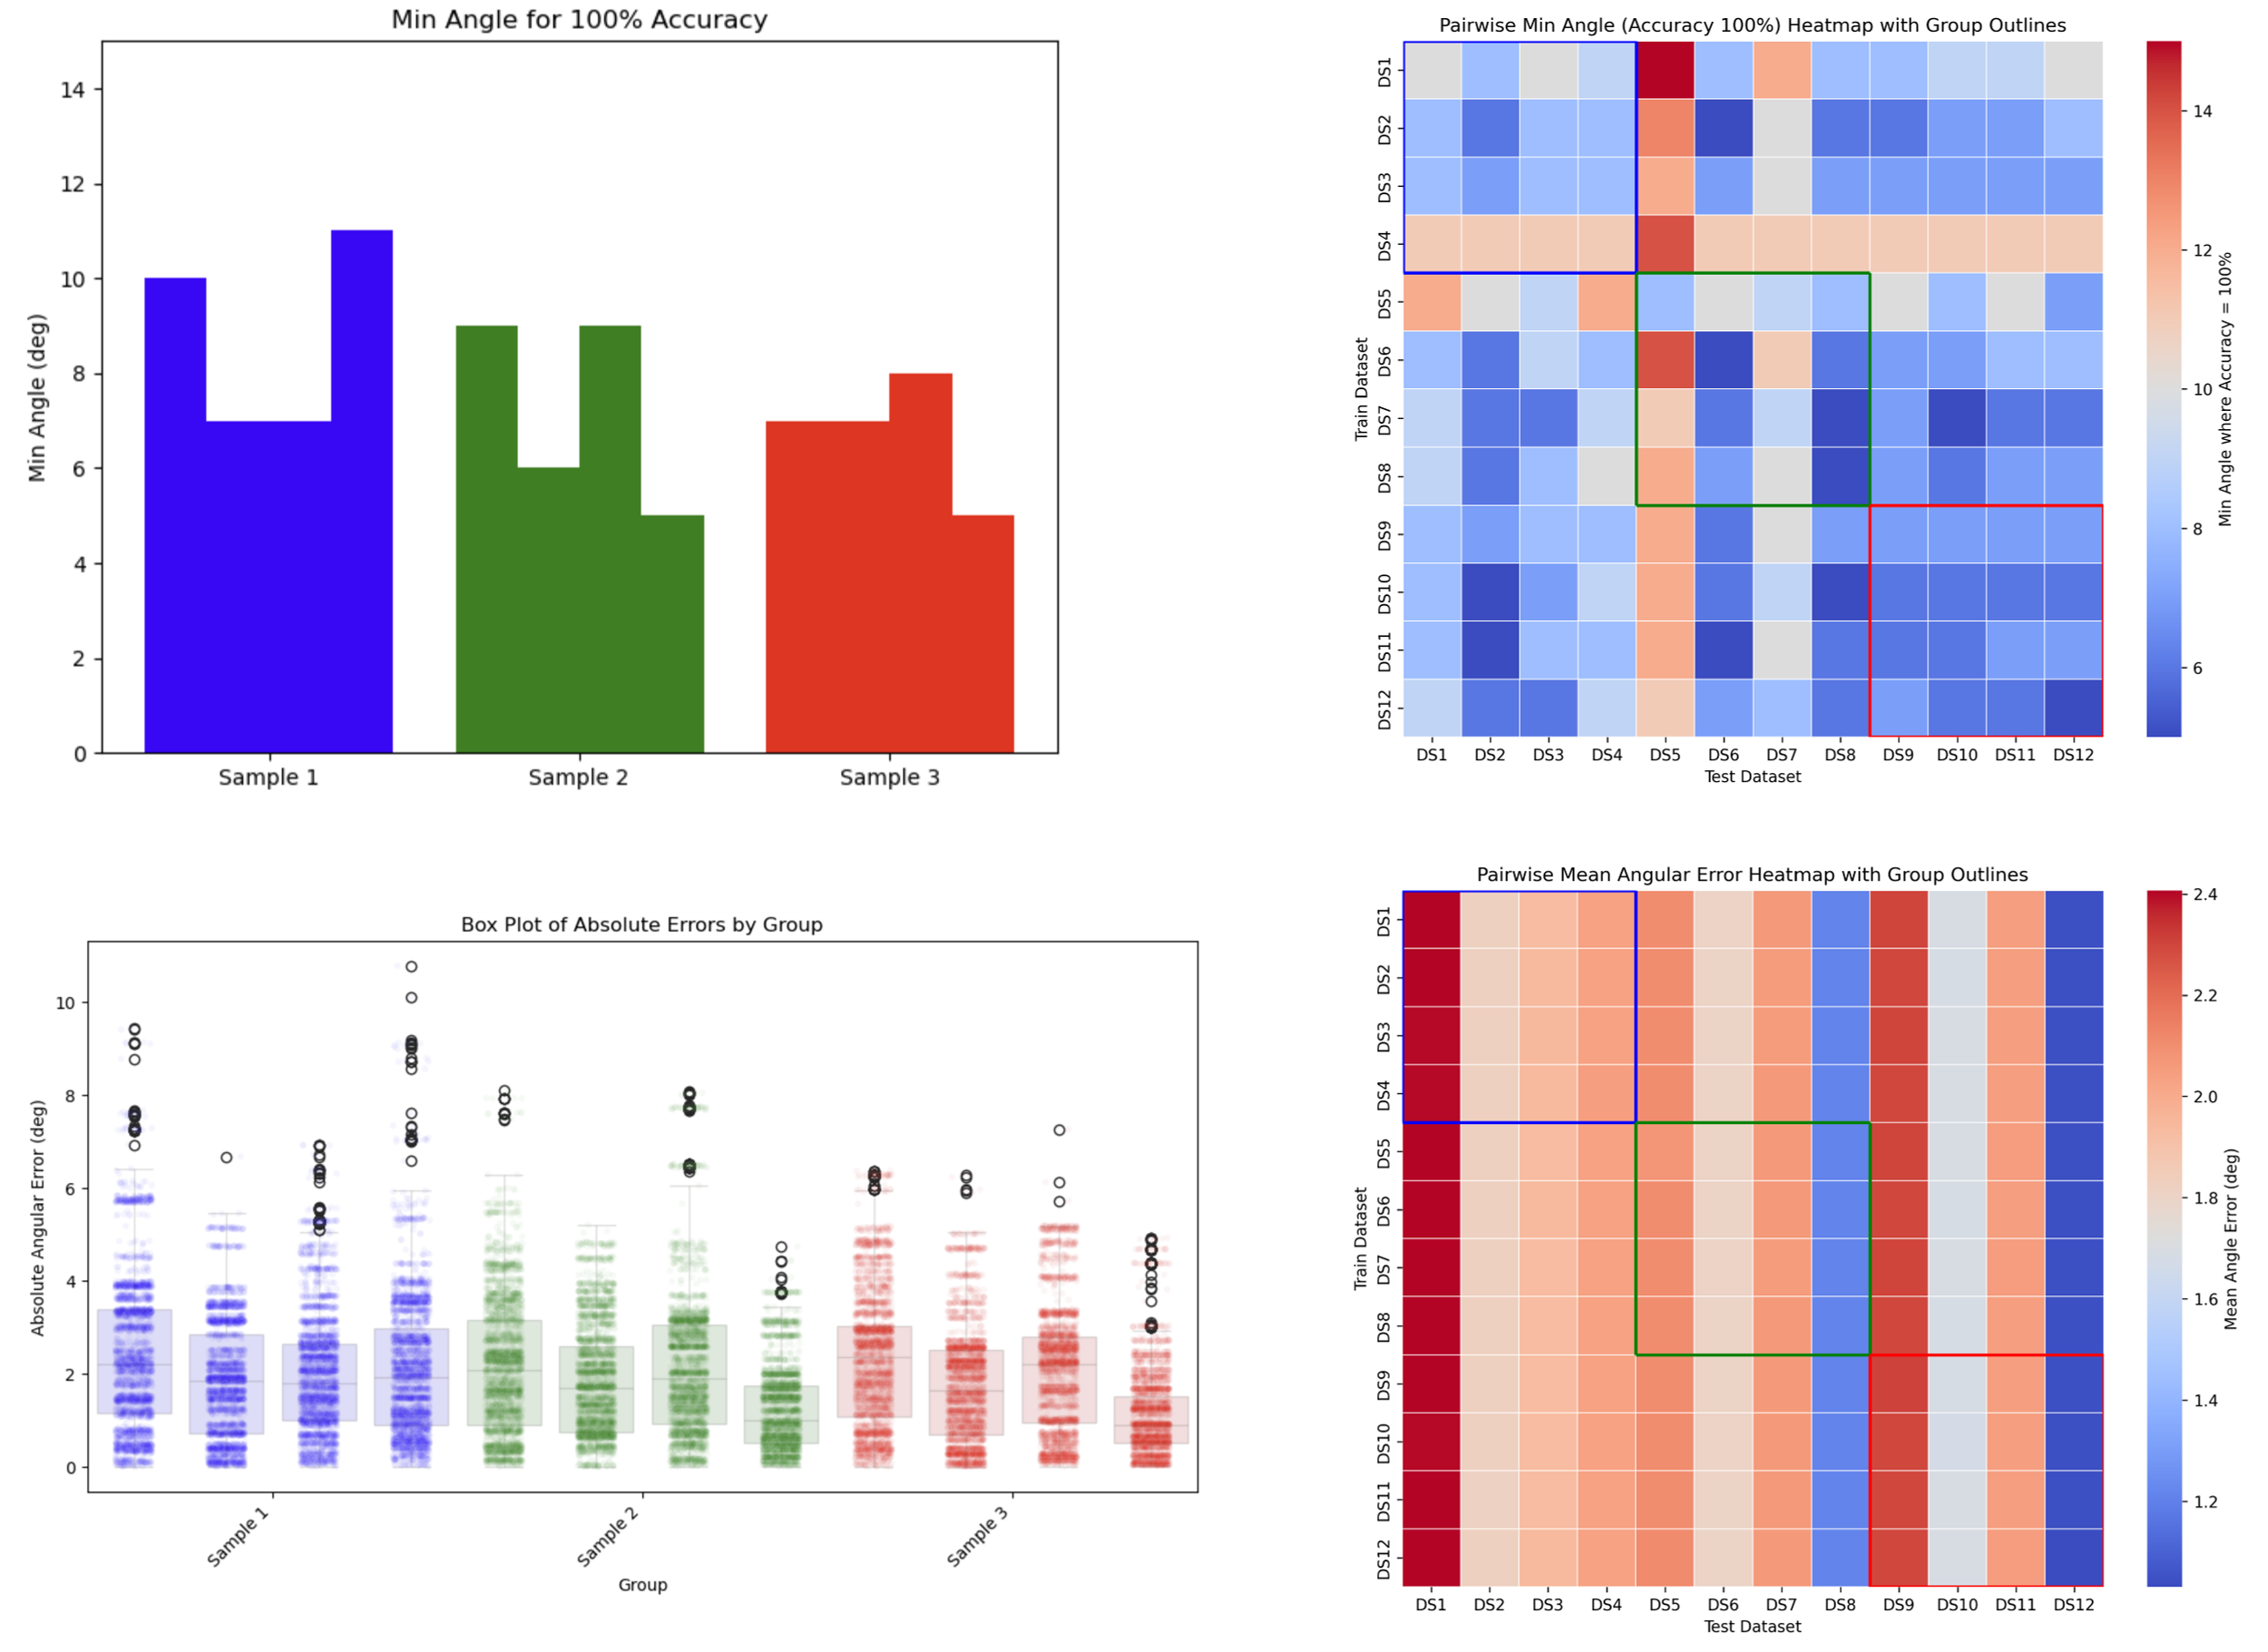 Min Angle for 100% Accuracy
14
12
10
8
6
4
2
0
Min Angle (deg)
Sample 1 Sample 2 Sample 3
Pairwise Min Angle (Accuracy 100%) Heatmap with Group Outlines
DS1
DS2
DS3
DS4
DS5
DS6
DS7
DS8
DS9
DS10
DS11
DS12
Train Dataset
DS1 DS2 DS3 DS4 DS5 DS6 DS7 DS8 DS9 DS10 DS11 DS12
Test Dataset
14
12
10
8
6
Min Angle where Accuracy = 100%
Box Plot of Absolute Errors by Group
10
8
6
4
2
0
Absolute Angular Error (deg)
Sample 1 Sample 2 Sample 3
Group
Pairwise Mean Angular Error Heatmap with Group Outlines
DS1
DS2
DS3
DS4
DS5
DS6
DS7
DS8
DS9
DS10
DS11
DS12
Train Dataset
DS1 DS2 DS3 DS4 DS5 DS6 DS7 DS8 DS9 DS10 DS11 DS12
Test Dataset
2.4
2.2
2.0
1.8
1.6
1.4
1.2
Mean Angle Error (deg)